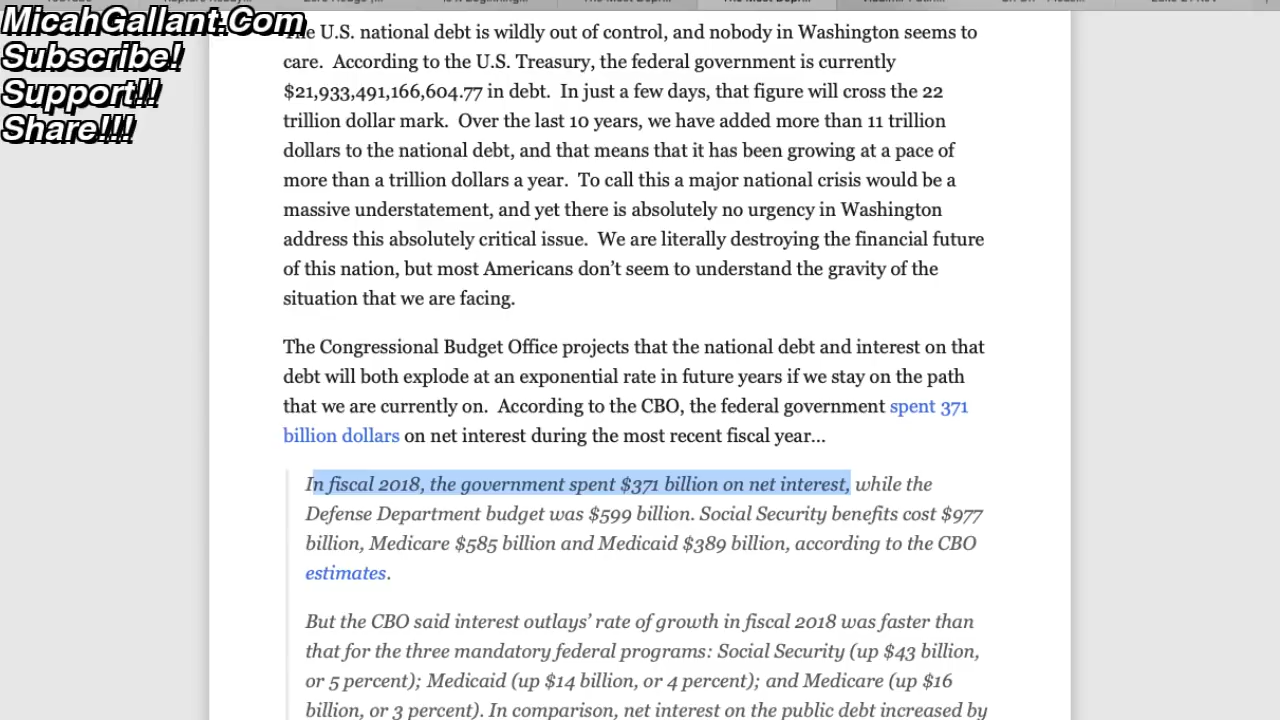 MicahGallant.Com
Subscribe!
Support!!
Share!!!
The U.S. national debt is wildly out of control, and nobody in Washington seems to
care.  According to the U.S. Treasury, the federal government is currently
$21,933,491,166,604.77 in debt.  In just a few days, that figure will cross the 22
trillion dollar mark.  Over the last 10 years, we have added more than 11 trillion
dollars to the national debt, and that means that it has been growing at a pace of
more than a trillion dollars a year.  To call this a major national crisis would be a
massive understatement, and yet there is absolutely no urgency in Washington
address this absolutely critical issue.  We are literally destroying the financial future
of this nation, but most Americans don’t seem to understand the gravity of the
situation that we are facing.
The Congressional Budget Office projects that the national debt and interest on that
debt will both explode at an exponential rate in future years if we stay on the path
that we are currently on.  According to the CBO, the federal government spent 371
billion dollars on net interest during the most recent fiscal year…
In fiscal 2018, the government spent $371 billion on net interest, while the
Defense Department budget was $599 billion. Social Security benefits cost $977
billion, Medicare $585 billion and Medicaid $389 billion, according to the CBO
estimates.
But the CBO said interest outlays’ rate of growth in fiscal 2018 was faster than
that for the three mandatory federal programs: Social Security (up $43 billion,
or 5 percent); Medicaid (up $14 billion, or 4 percent); and Medicare (up $16
billion, or 3 percent). In comparison, net interest on the public debt increased by